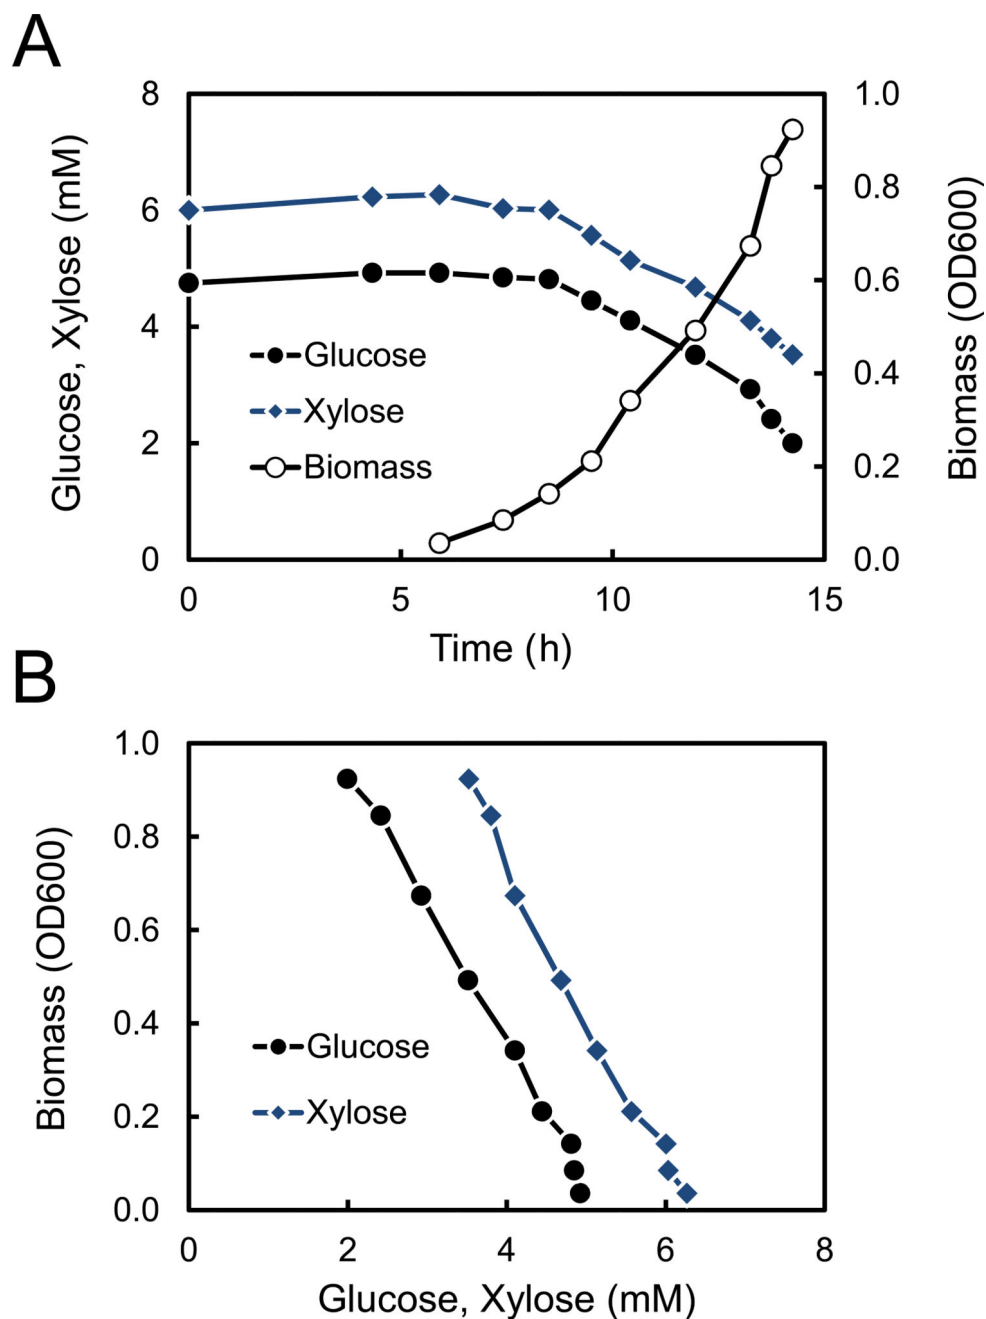 A
8
6
4
2
0
Glucose, Xylose (mM)
1.0
0.8
0.6
0.4
0.2
0.0
Biomass (OD600)
Glucose
Xylose
Biomass
0 5 10 15
Time (h)
B
1.0
0.8
0.6
0.4
0.2
0.0
Biomass (OD600)
Glucose
Xylose
0 2 4 6 8
Glucose, Xylose (mM)